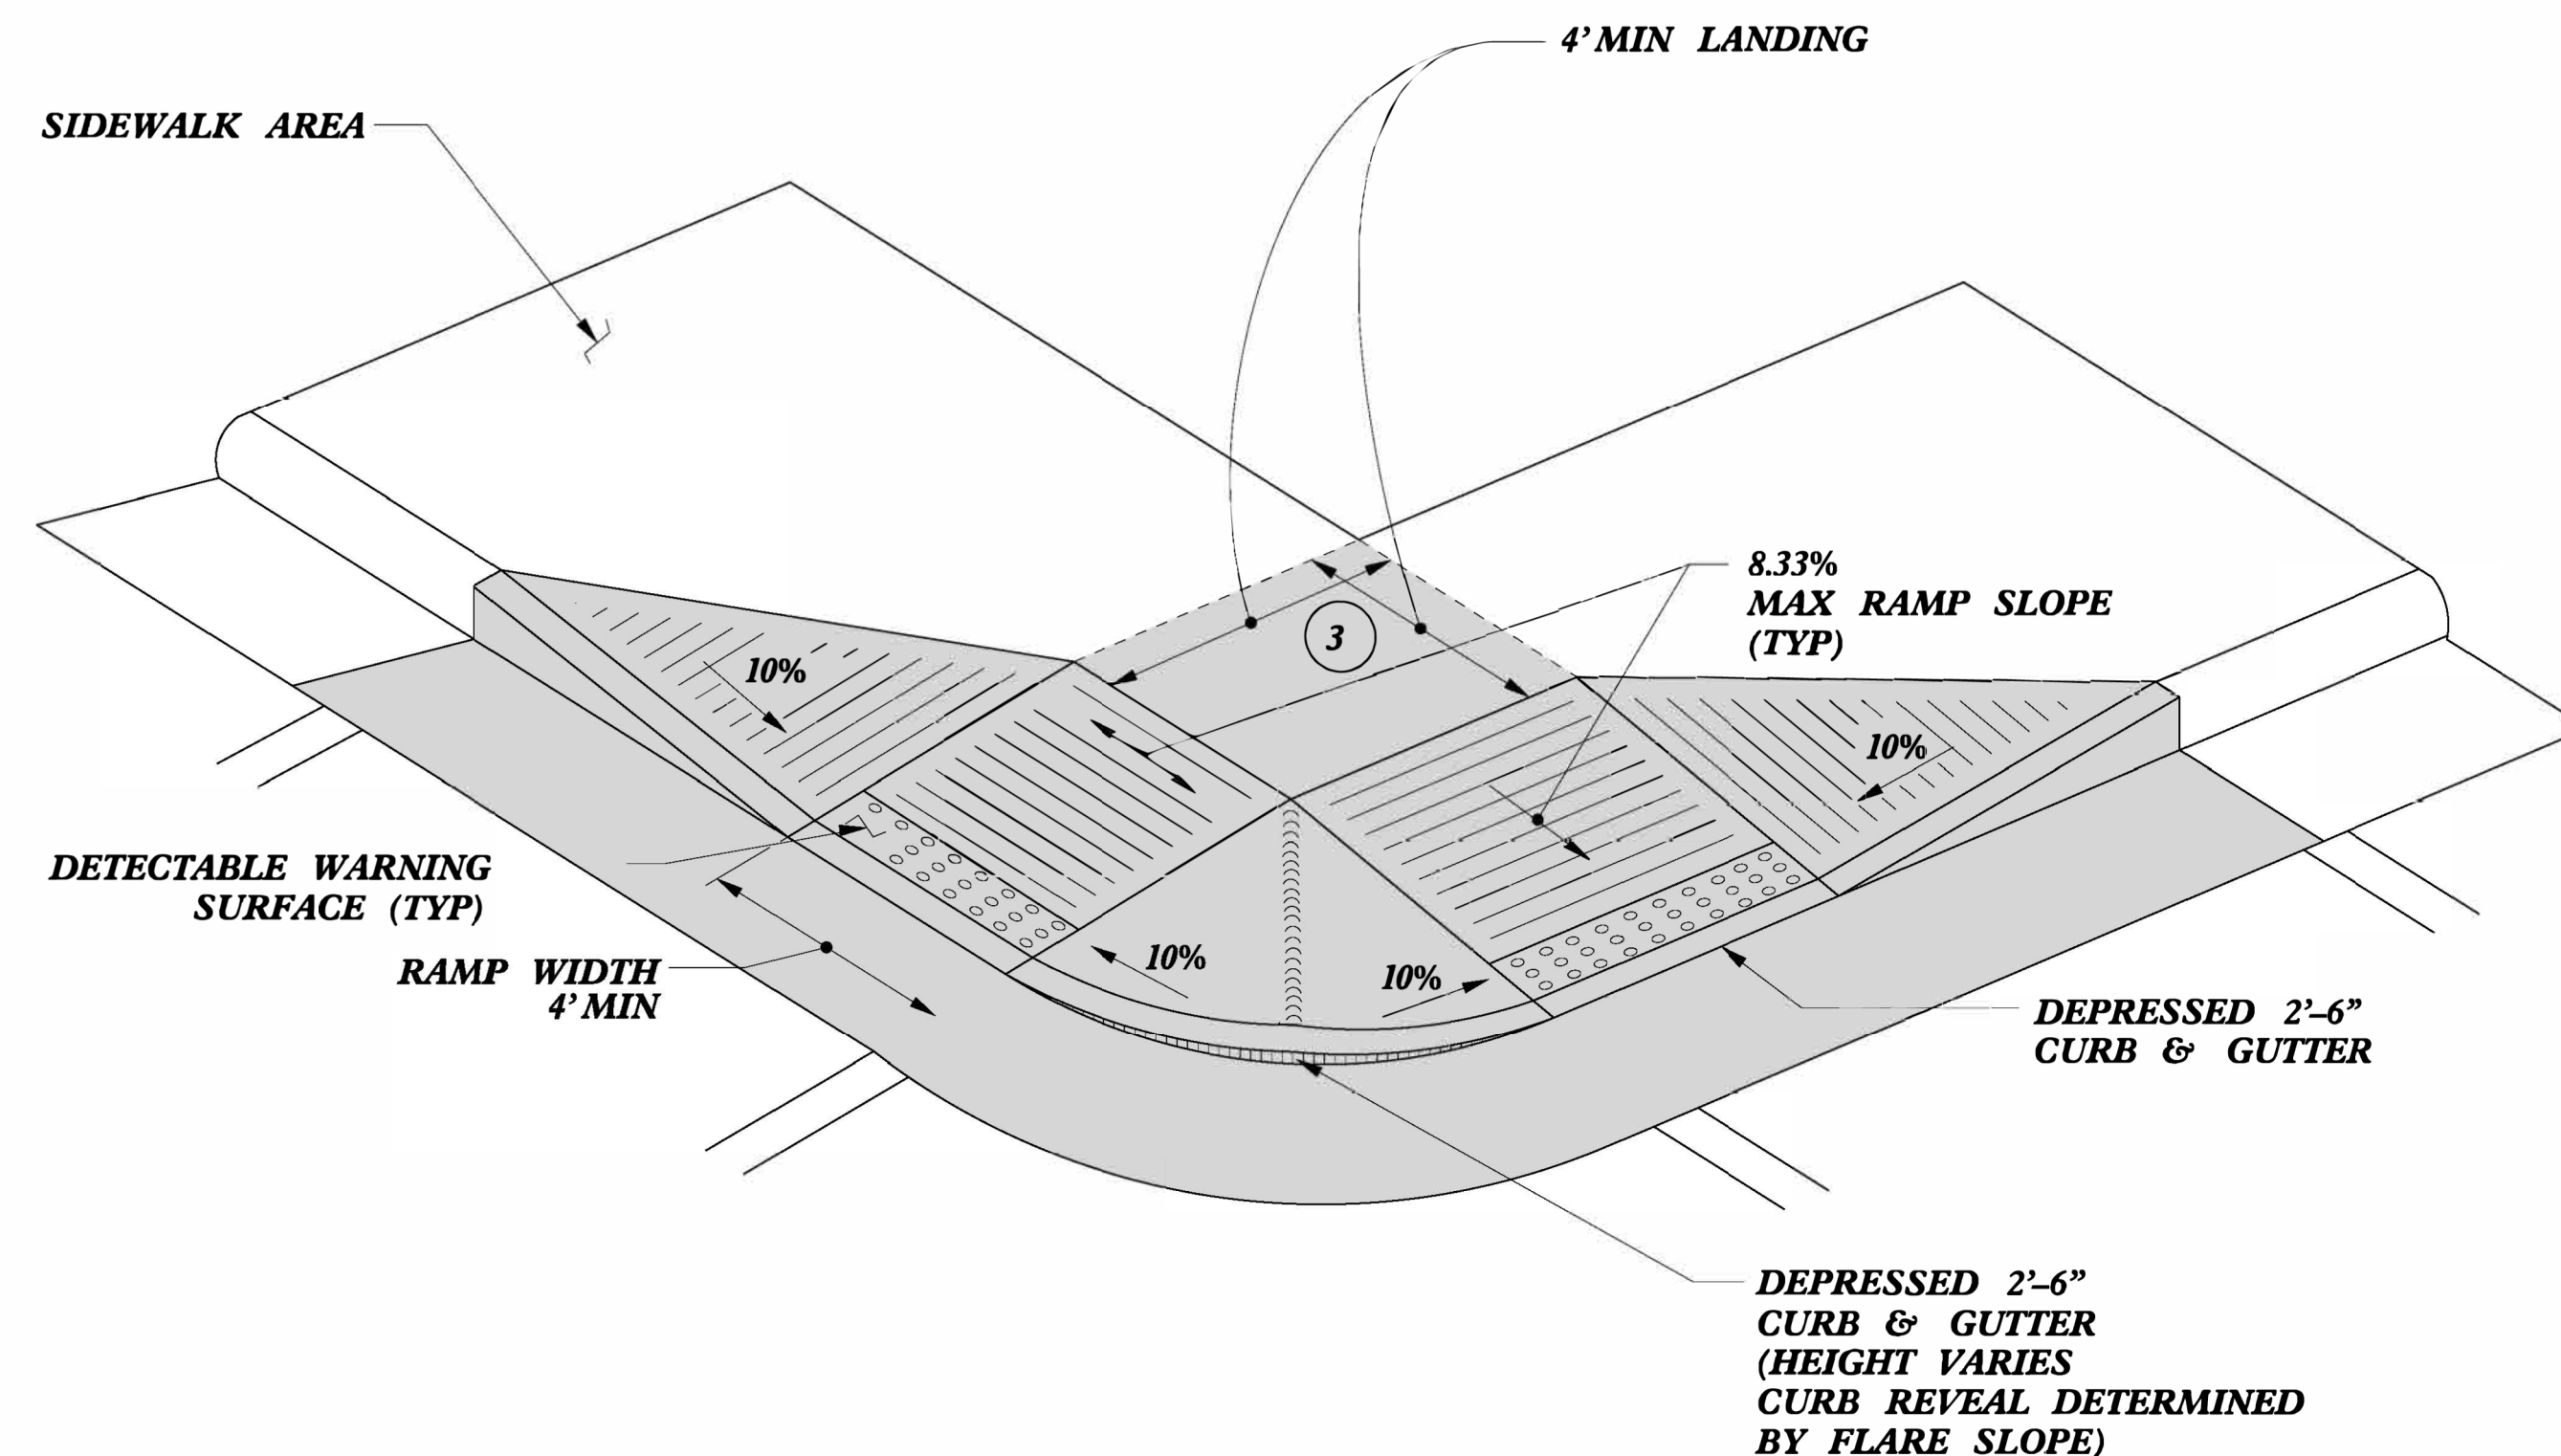 4' MIN LANDING
SIDEWALK AREA
8.33%
MAX RAMP SLOPE
(TYP)
3
10%
10%
DETECTABLE WARNING
SURFACE (TYP)
RAMP WIDTH
4' MIN
10%
10%
DEPRESSED 2'–6”
CURB & GUTTER
DEPRESSED 2'–6”
CURB & GUTTER
(HEIGHT VARIES
CURB REVEAL DETERMINED
BY FLARE SLOPE)